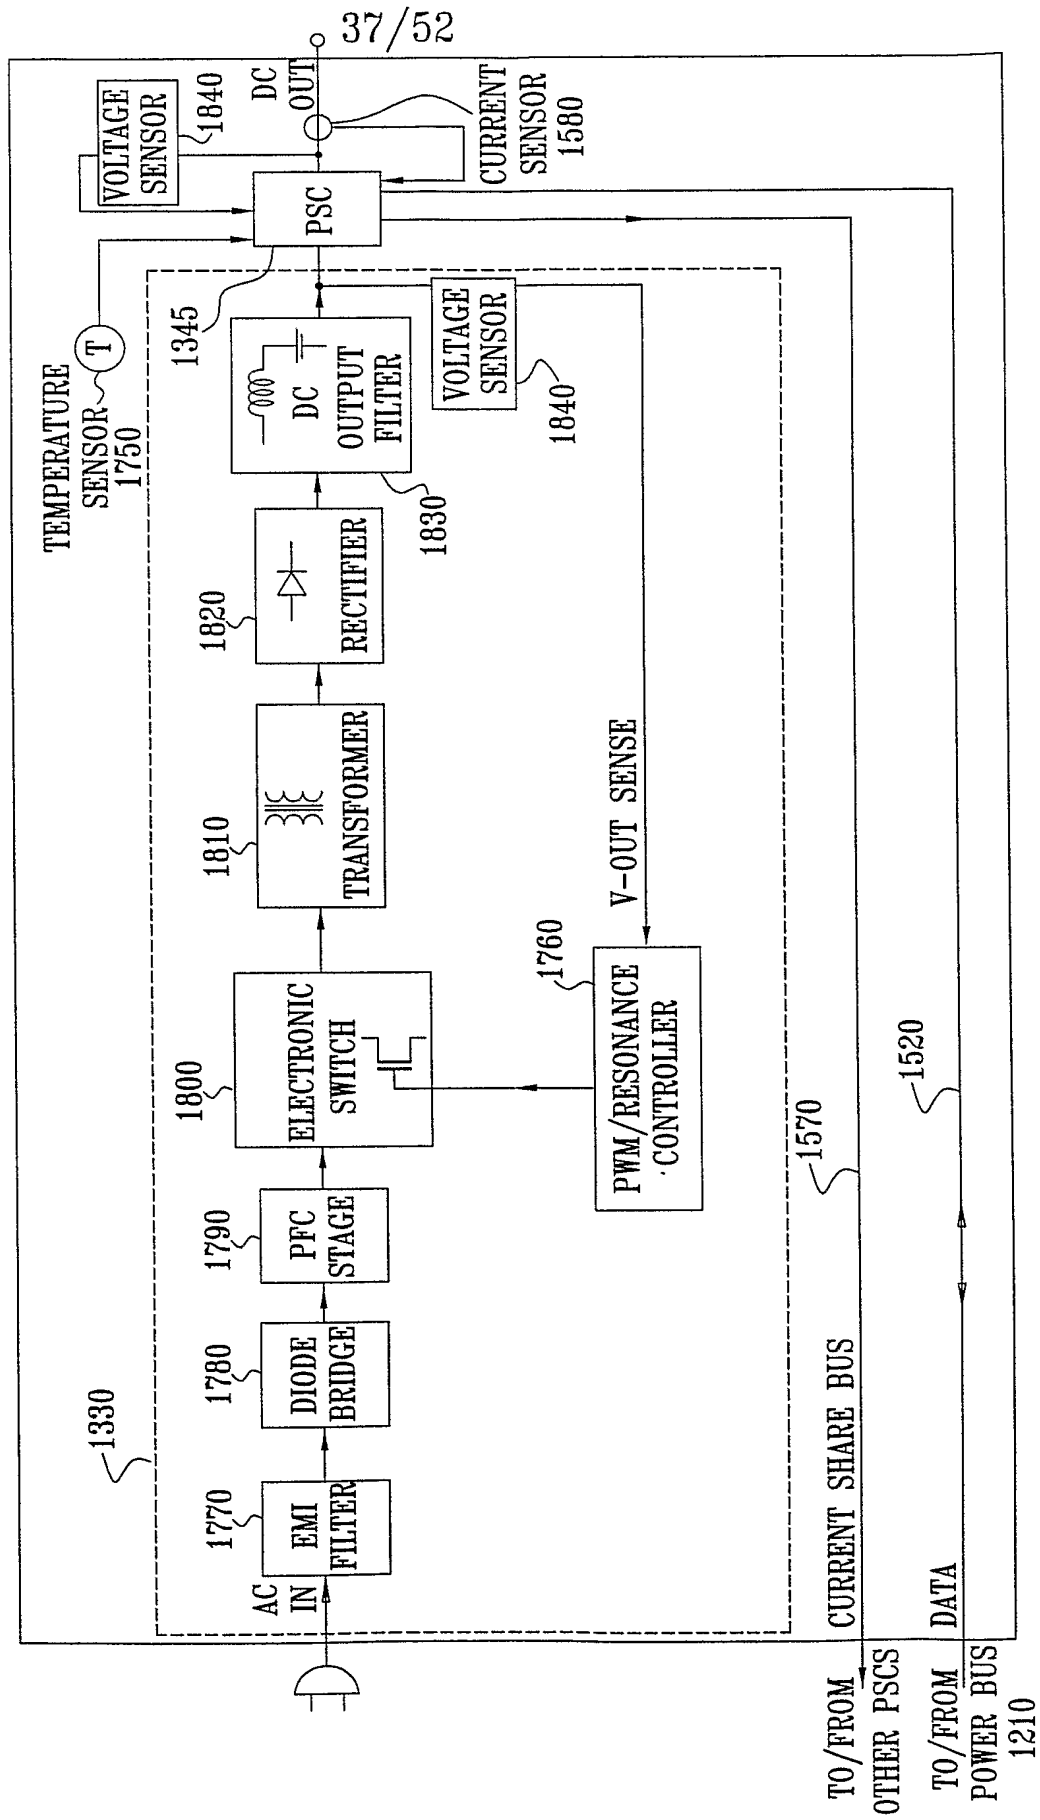 37/52
DC
OUT
VOLTAGE
SENSOR
1840
CURRENT
SENSOR
1580
PSC
1345
T
TEMPERATURE
SENSOR
1750
VOLTAGE
SENSOR
1840
DC
OUTPUT
FILTER
1830
RECTIFIER
1820
TRANSFORMER
1810
ELECTRONIC
SWITCH
1800
V-OUT SENSE
PWM/RESONANCE
CONTROLLER
1760
PFC
STAGE
1790
DIODE
BRIDGE
1780
EMI
FILTER
1770
AC
IN
1330
1570
1520
CURRENT SHARE BUS
DATA
TO/FROM
OTHER PSCS
TO/FROM
POWER BUS
1210